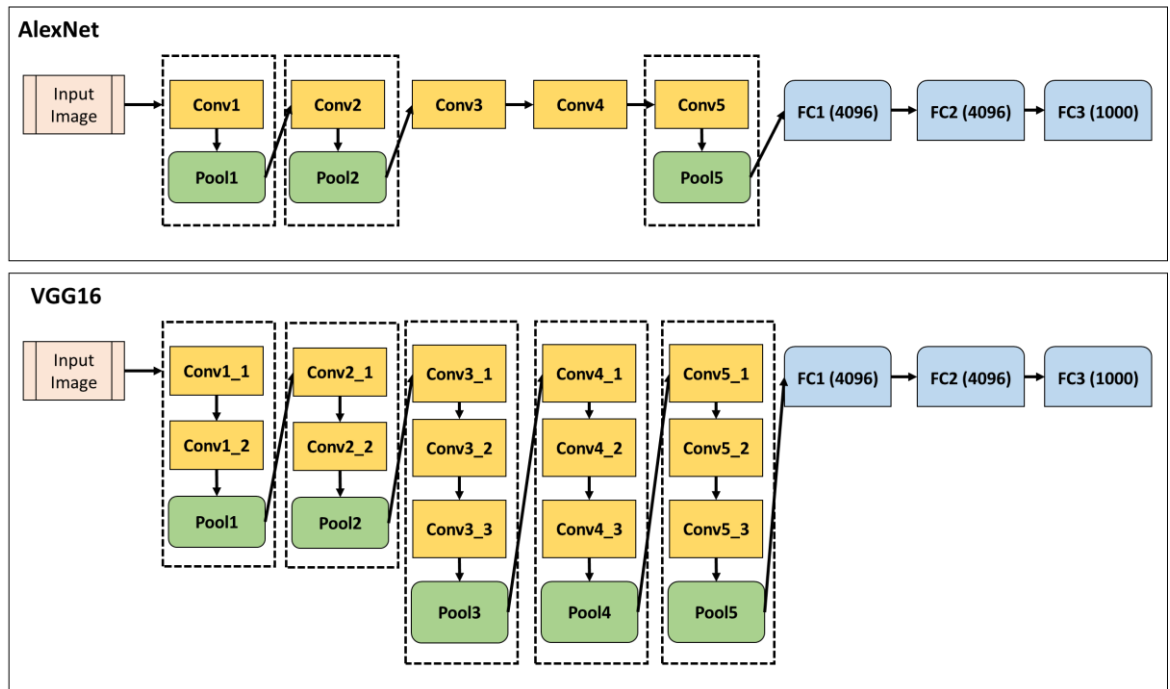 AlexNet
Input
Image
Conv1
Pool1
Conv2
Pool2
Conv3
Conv4
Conv5
Pool5
FC1 (4096)
FC2 (4096)
FC3 (1000)
VGG16
Input
Image
Conv1_1
Conv1_2
Pool1
Conv2_1
Conv2_2
Pool2
Conv3_1
Conv3_2
Conv3_3
Pool3
Conv4_1
Conv4_2
Conv4_3
Pool4
Conv5_1
Conv5_2
Conv5_3
Pool5
FC1 (4096)
FC2 (4096)
FC3 (1000)